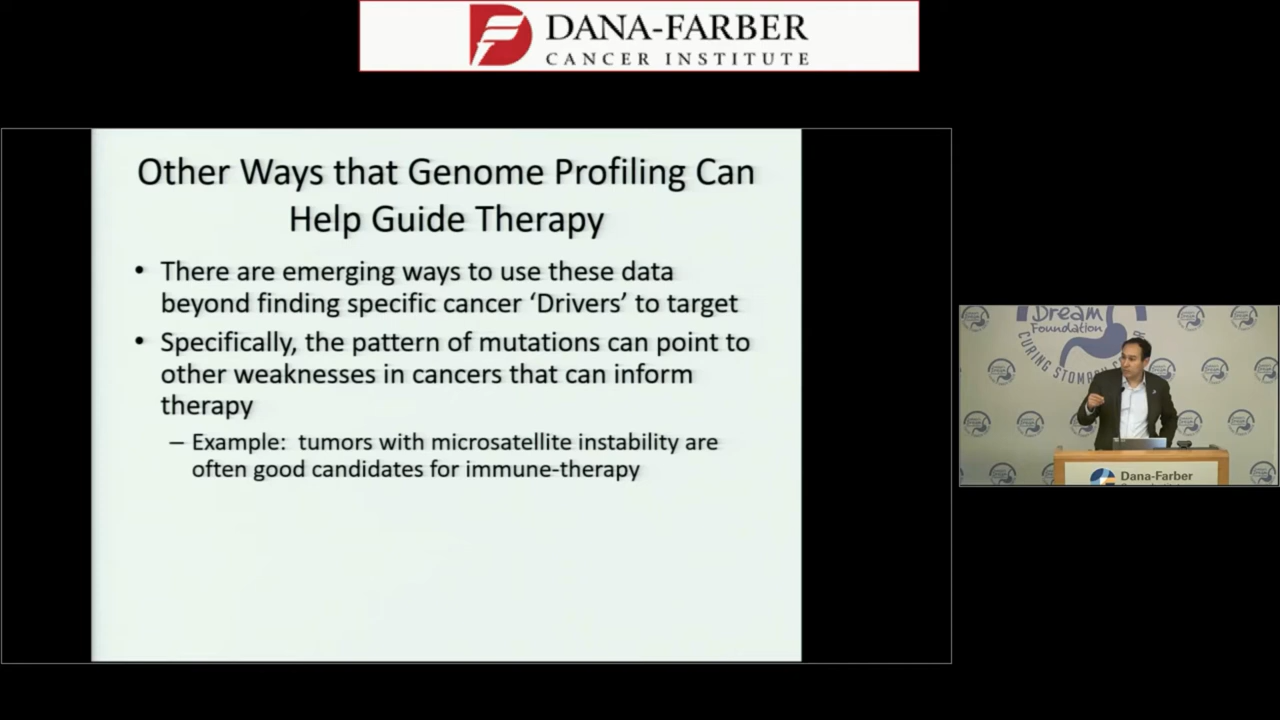 DANA-FARBER
CANCER INSTITUTE
Other Ways that Genome Profiling Can
Help Guide Therapy
• There are emerging ways to use these data
beyond finding specific cancer ‘Drivers’ to target
• Specifically, the pattern of mutations can point to
other weaknesses in cancers that can inform
therapy
– Example: tumors with microsatellite instability are
often good candidates for immune-therapy
Dream
Foundation
CURING STOMACH
Dana-Farber